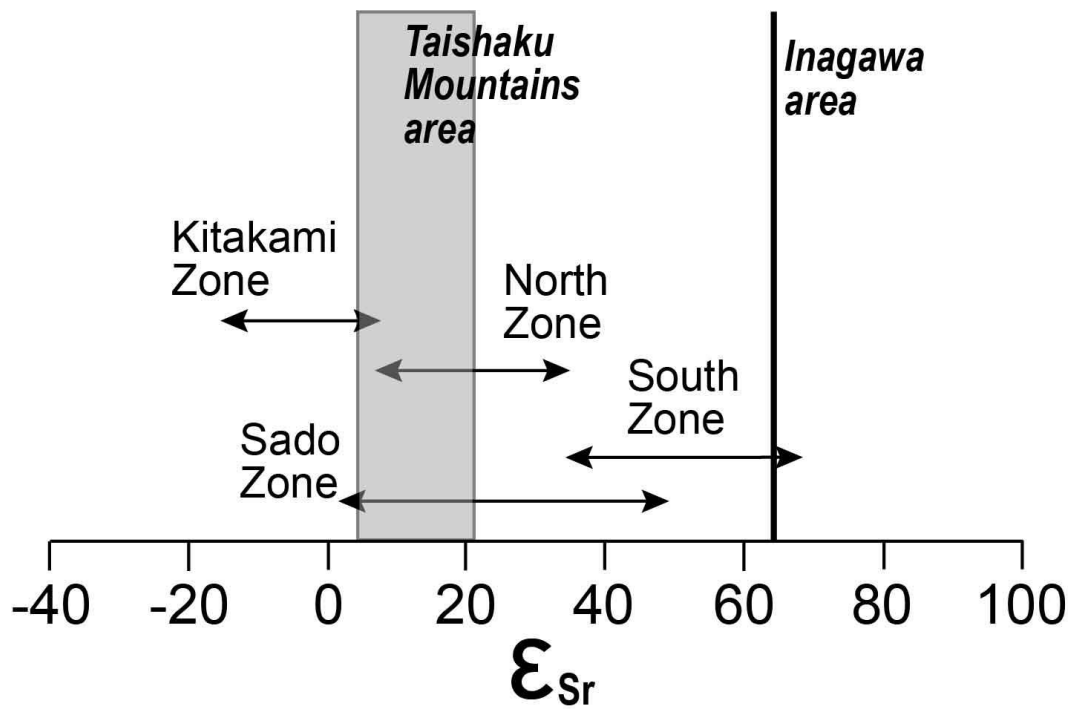 Taishaku
Mountains
area
Inagawa
area
Kitakami
Zone
North
Zone
South
Zone
Sado
Zone
-40 -20 0 20 40 60 80 100
εSr